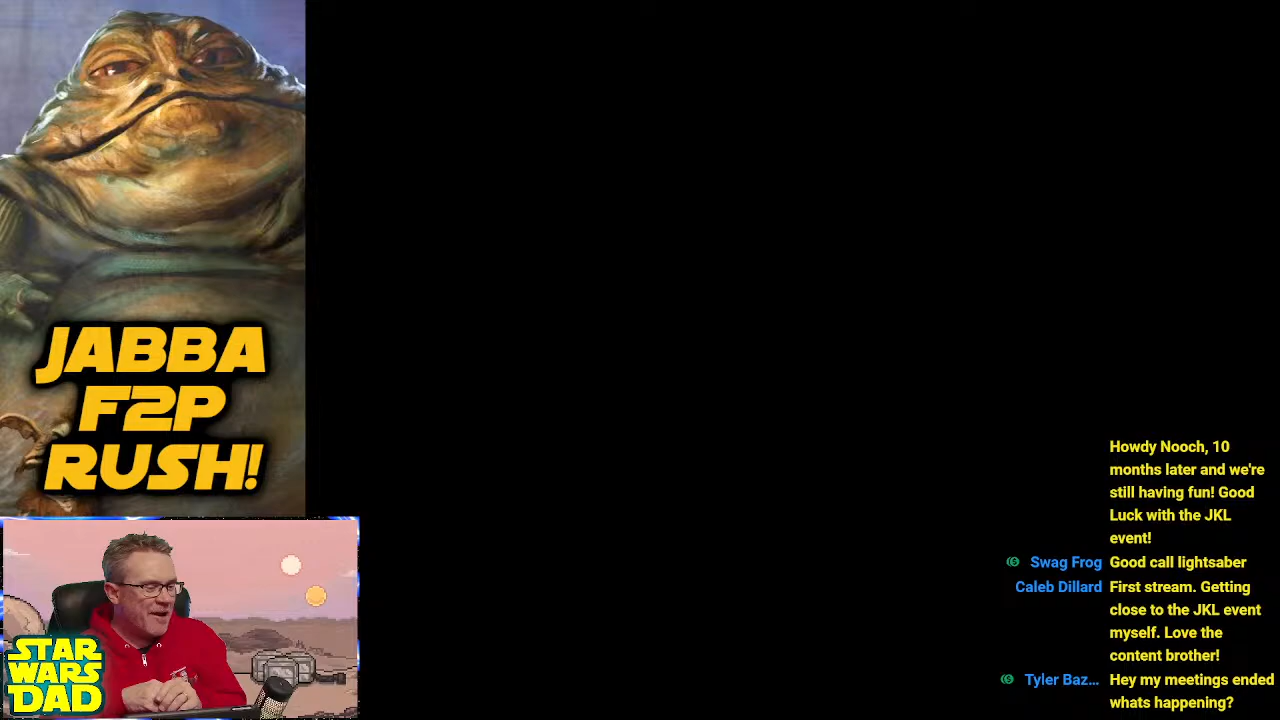 JABBA
F2P
RUSH!
STAR
WARS
DAD
Howdy Nooch, 10
months later and we're
still having fun! Good
Luck with the JKL
event!
Swag Frog Good call lightsaber
Caleb Dillard First stream. Getting
close to the JKL event
myself. Love the
content brother!
Tyler Baz... Hey my meetings ended
whats happening?